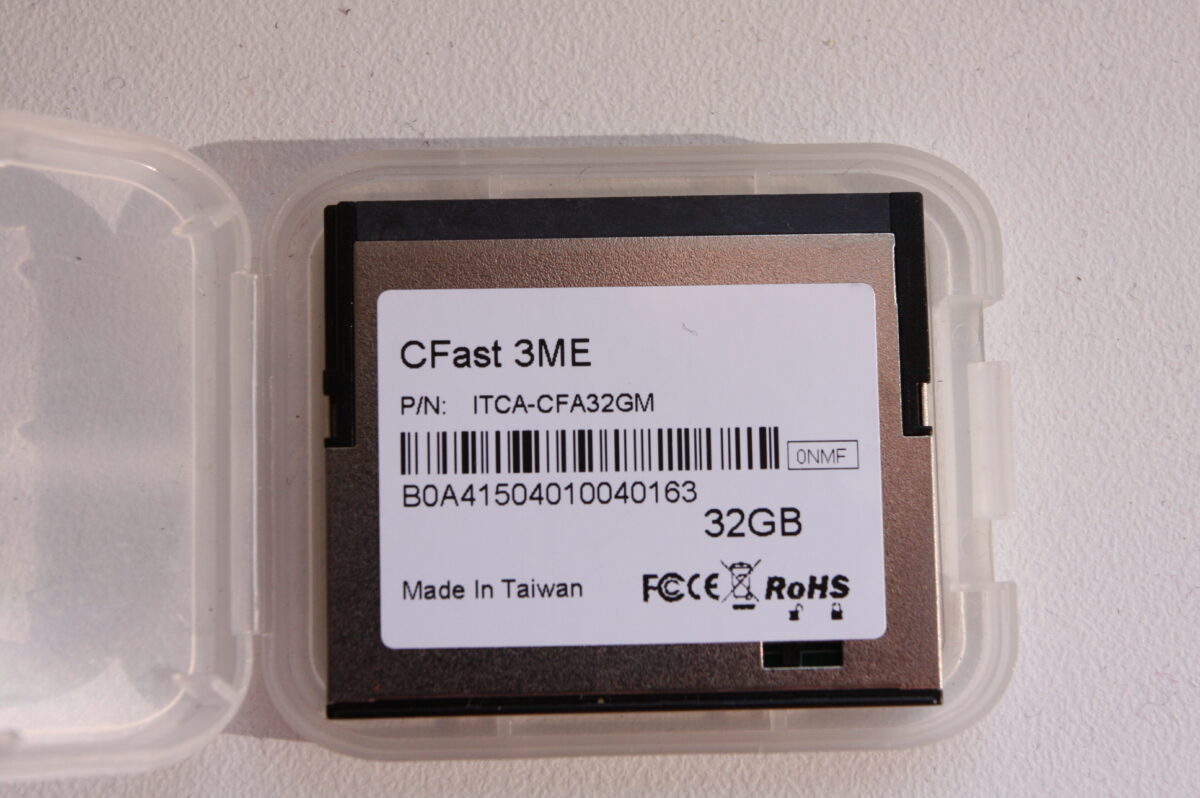 CFast 3ME
P/N: ITCA-CFA32GM
0NMF
B0A41504010040163
32GB
Made In Taiwan FC CE RoHS